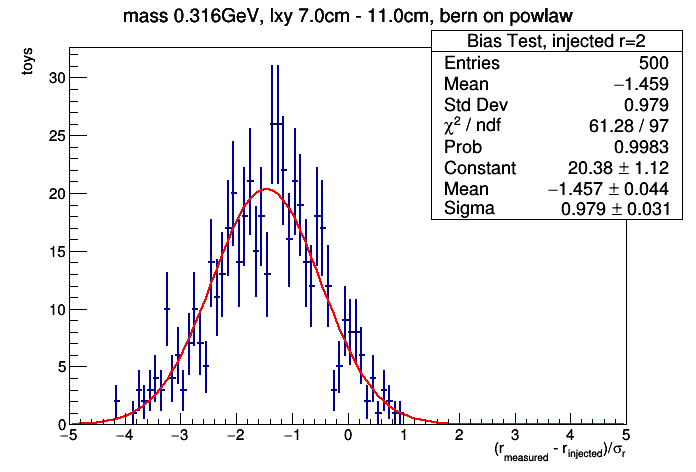 mass 0.316GeV, lxy 7.0cm - 11.0cm, bern on powlaw
Bias Test, injected r=2
Entries 500
Mean −1.459
Std Dev 0.979
χ² / ndf 61.28 / 97
Prob 0.9983
Constant 20.38 ± 1.12
Mean −1.457 ± 0.044
Sigma 0.979 ± 0.031
toys
30
25
20
15
10
5
0
−5 −4 −3 −2 −1 0 1 2 3 4 5
(r_measured - r_injected)/σ_r